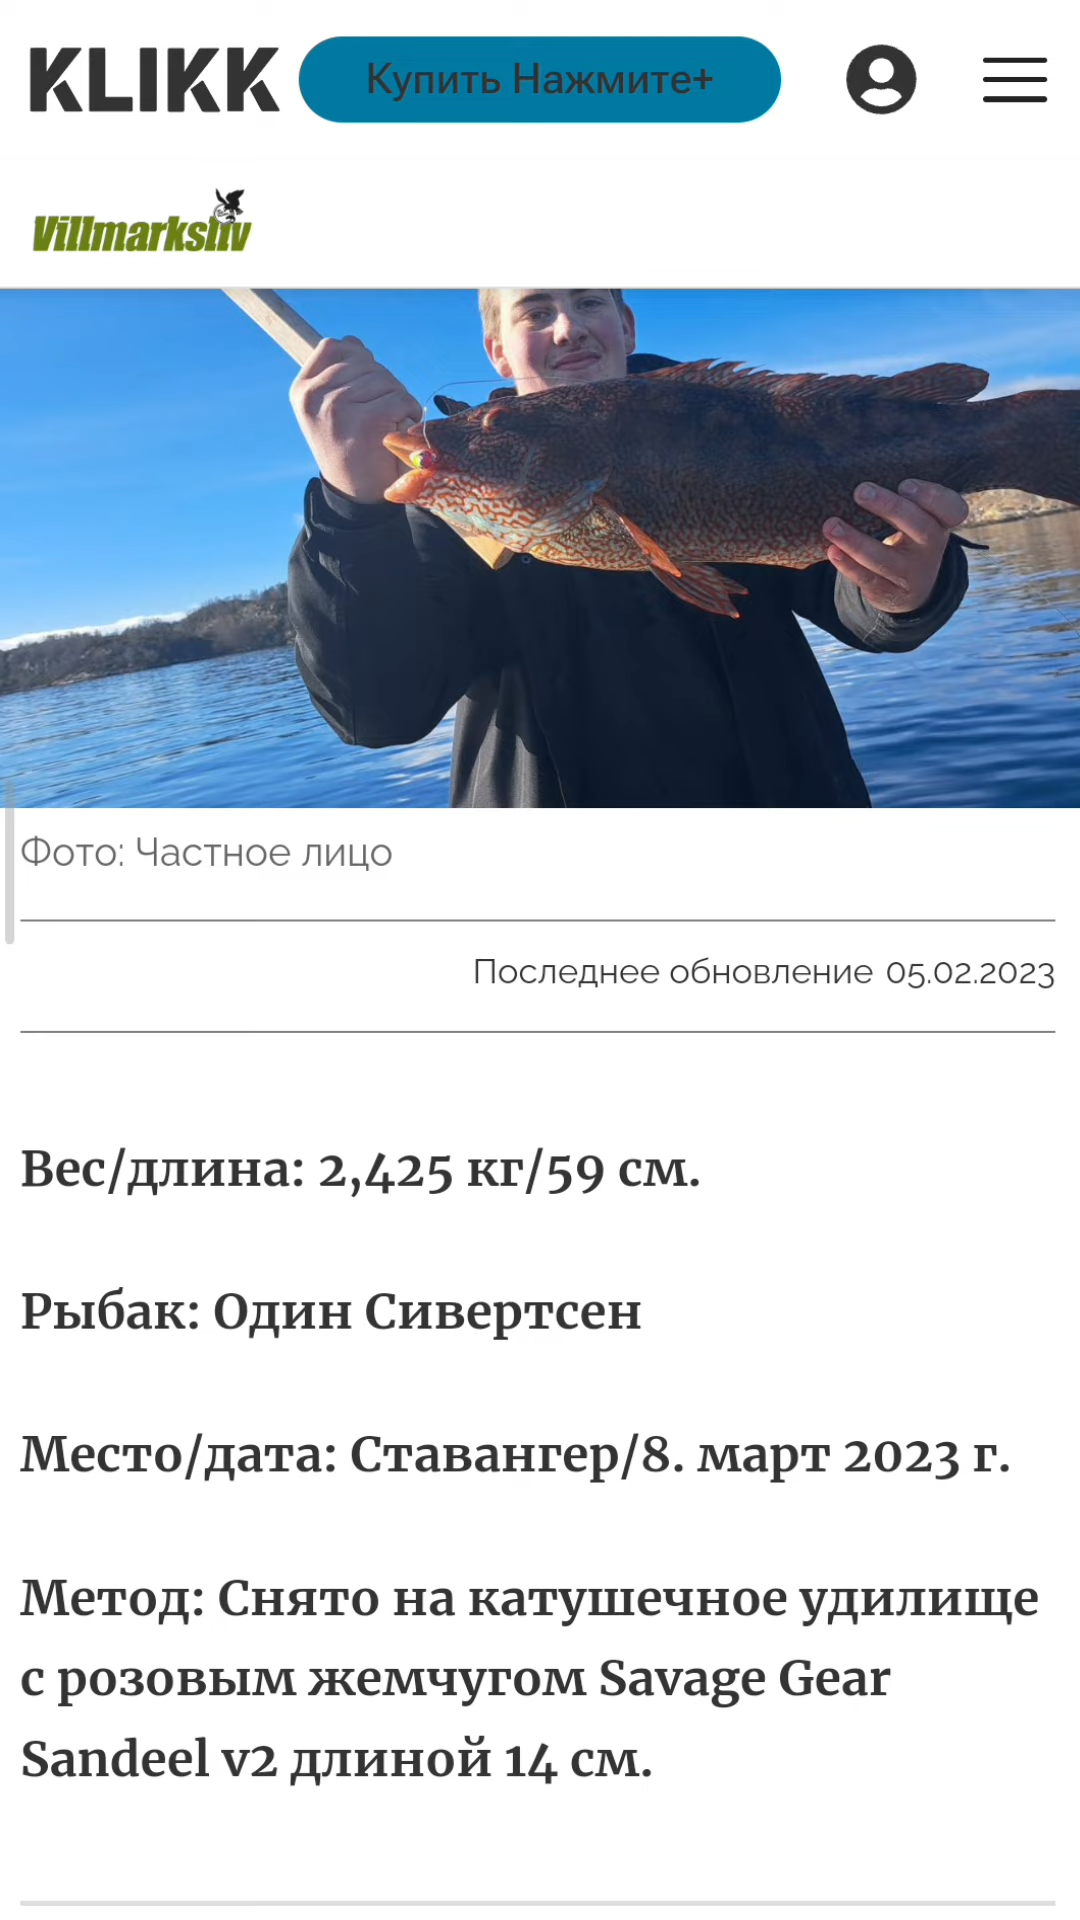 KLIKK
Купить Нажмите+
Villmarksliv
Фото: Частное лицо
Последнее обновление 05.02.2023
Вес/длина: 2,425 кг/59 см.
Рыбак: Один Сивертсен
Место/дата: Ставангер/8. март 2023 г.
Метод: Снято на катушечное удилище
с розовым жемчугом Savage Gear
Sandeel v2 длиной 14 см.